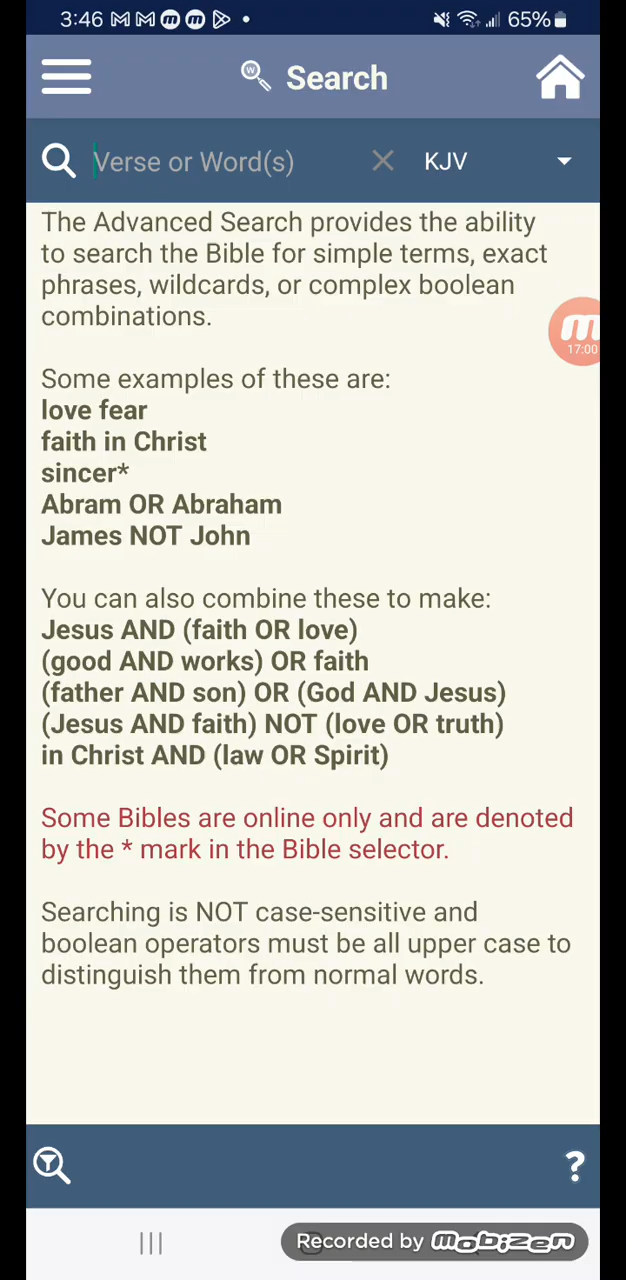 3:46 65%
Search
Verse or Word(s) KJV
The Advanced Search provides the ability
to search the Bible for simple terms, exact
phrases, wildcards, or complex boolean
combinations.
17:00
Some examples of these are:
love fear
faith in Christ
sincer*
Abram OR Abraham
James NOT John
You can also combine these to make:
Jesus AND (faith OR love)
(good AND works) OR faith
(father AND son) OR (God AND Jesus)
(Jesus AND faith) NOT (love OR truth)
in Christ AND (law OR Spirit)
Some Bibles are online only and are denoted
by the * mark in the Bible selector.
Searching is NOT case-sensitive and
boolean operators must be all upper case to
distinguish them from normal words.
?
Recorded by mobizen